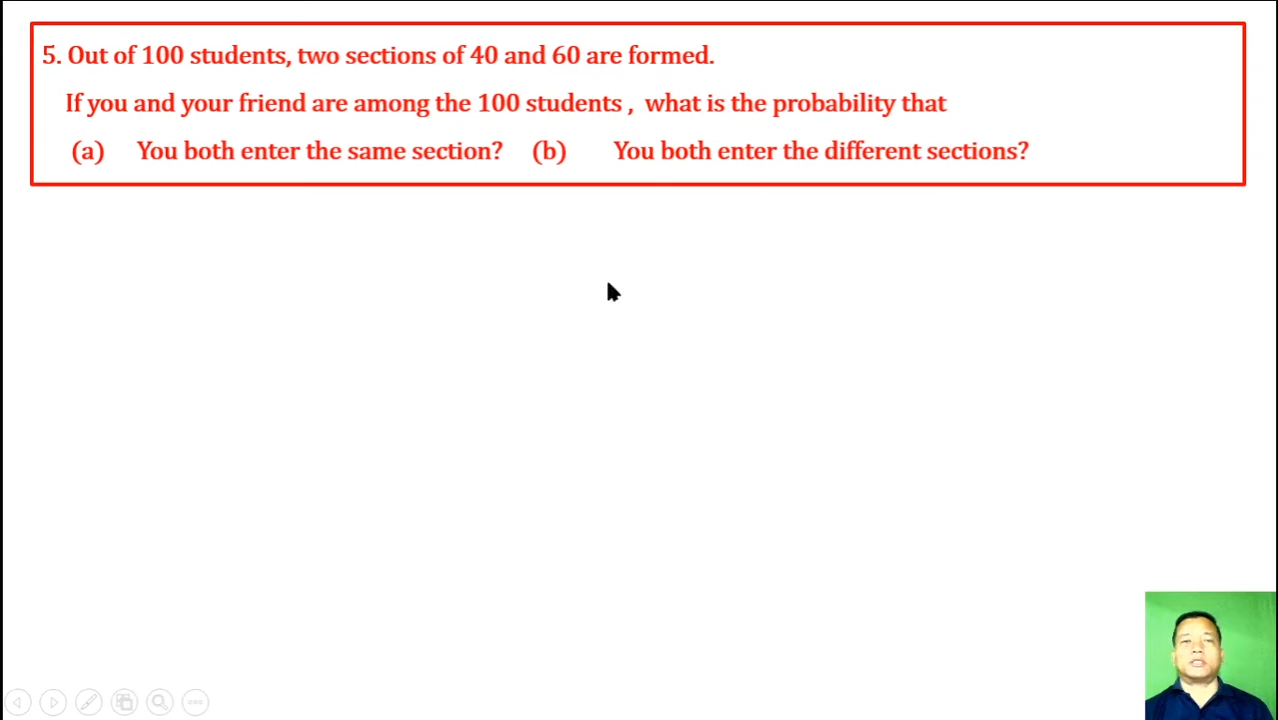 5. Out of 100 students, two sections of 40 and 60 are formed.
If you and your friend are among the 100 students , what is the probability that
(a) You both enter the same section? (b) You both enter the different sections?